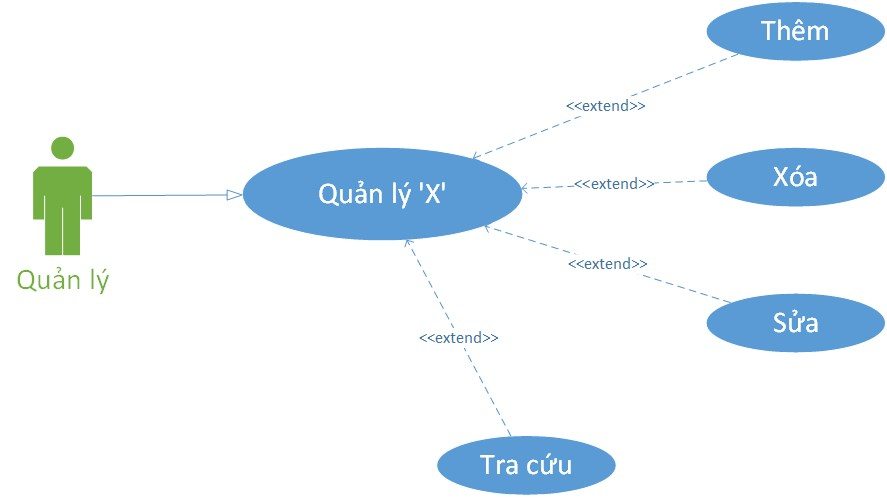 Thêm
<<extend>>
Quản lý 'X'
<<extend>>
Xóa
Quản lý
<<extend>>
Sửa
<<extend>>
Tra cứu